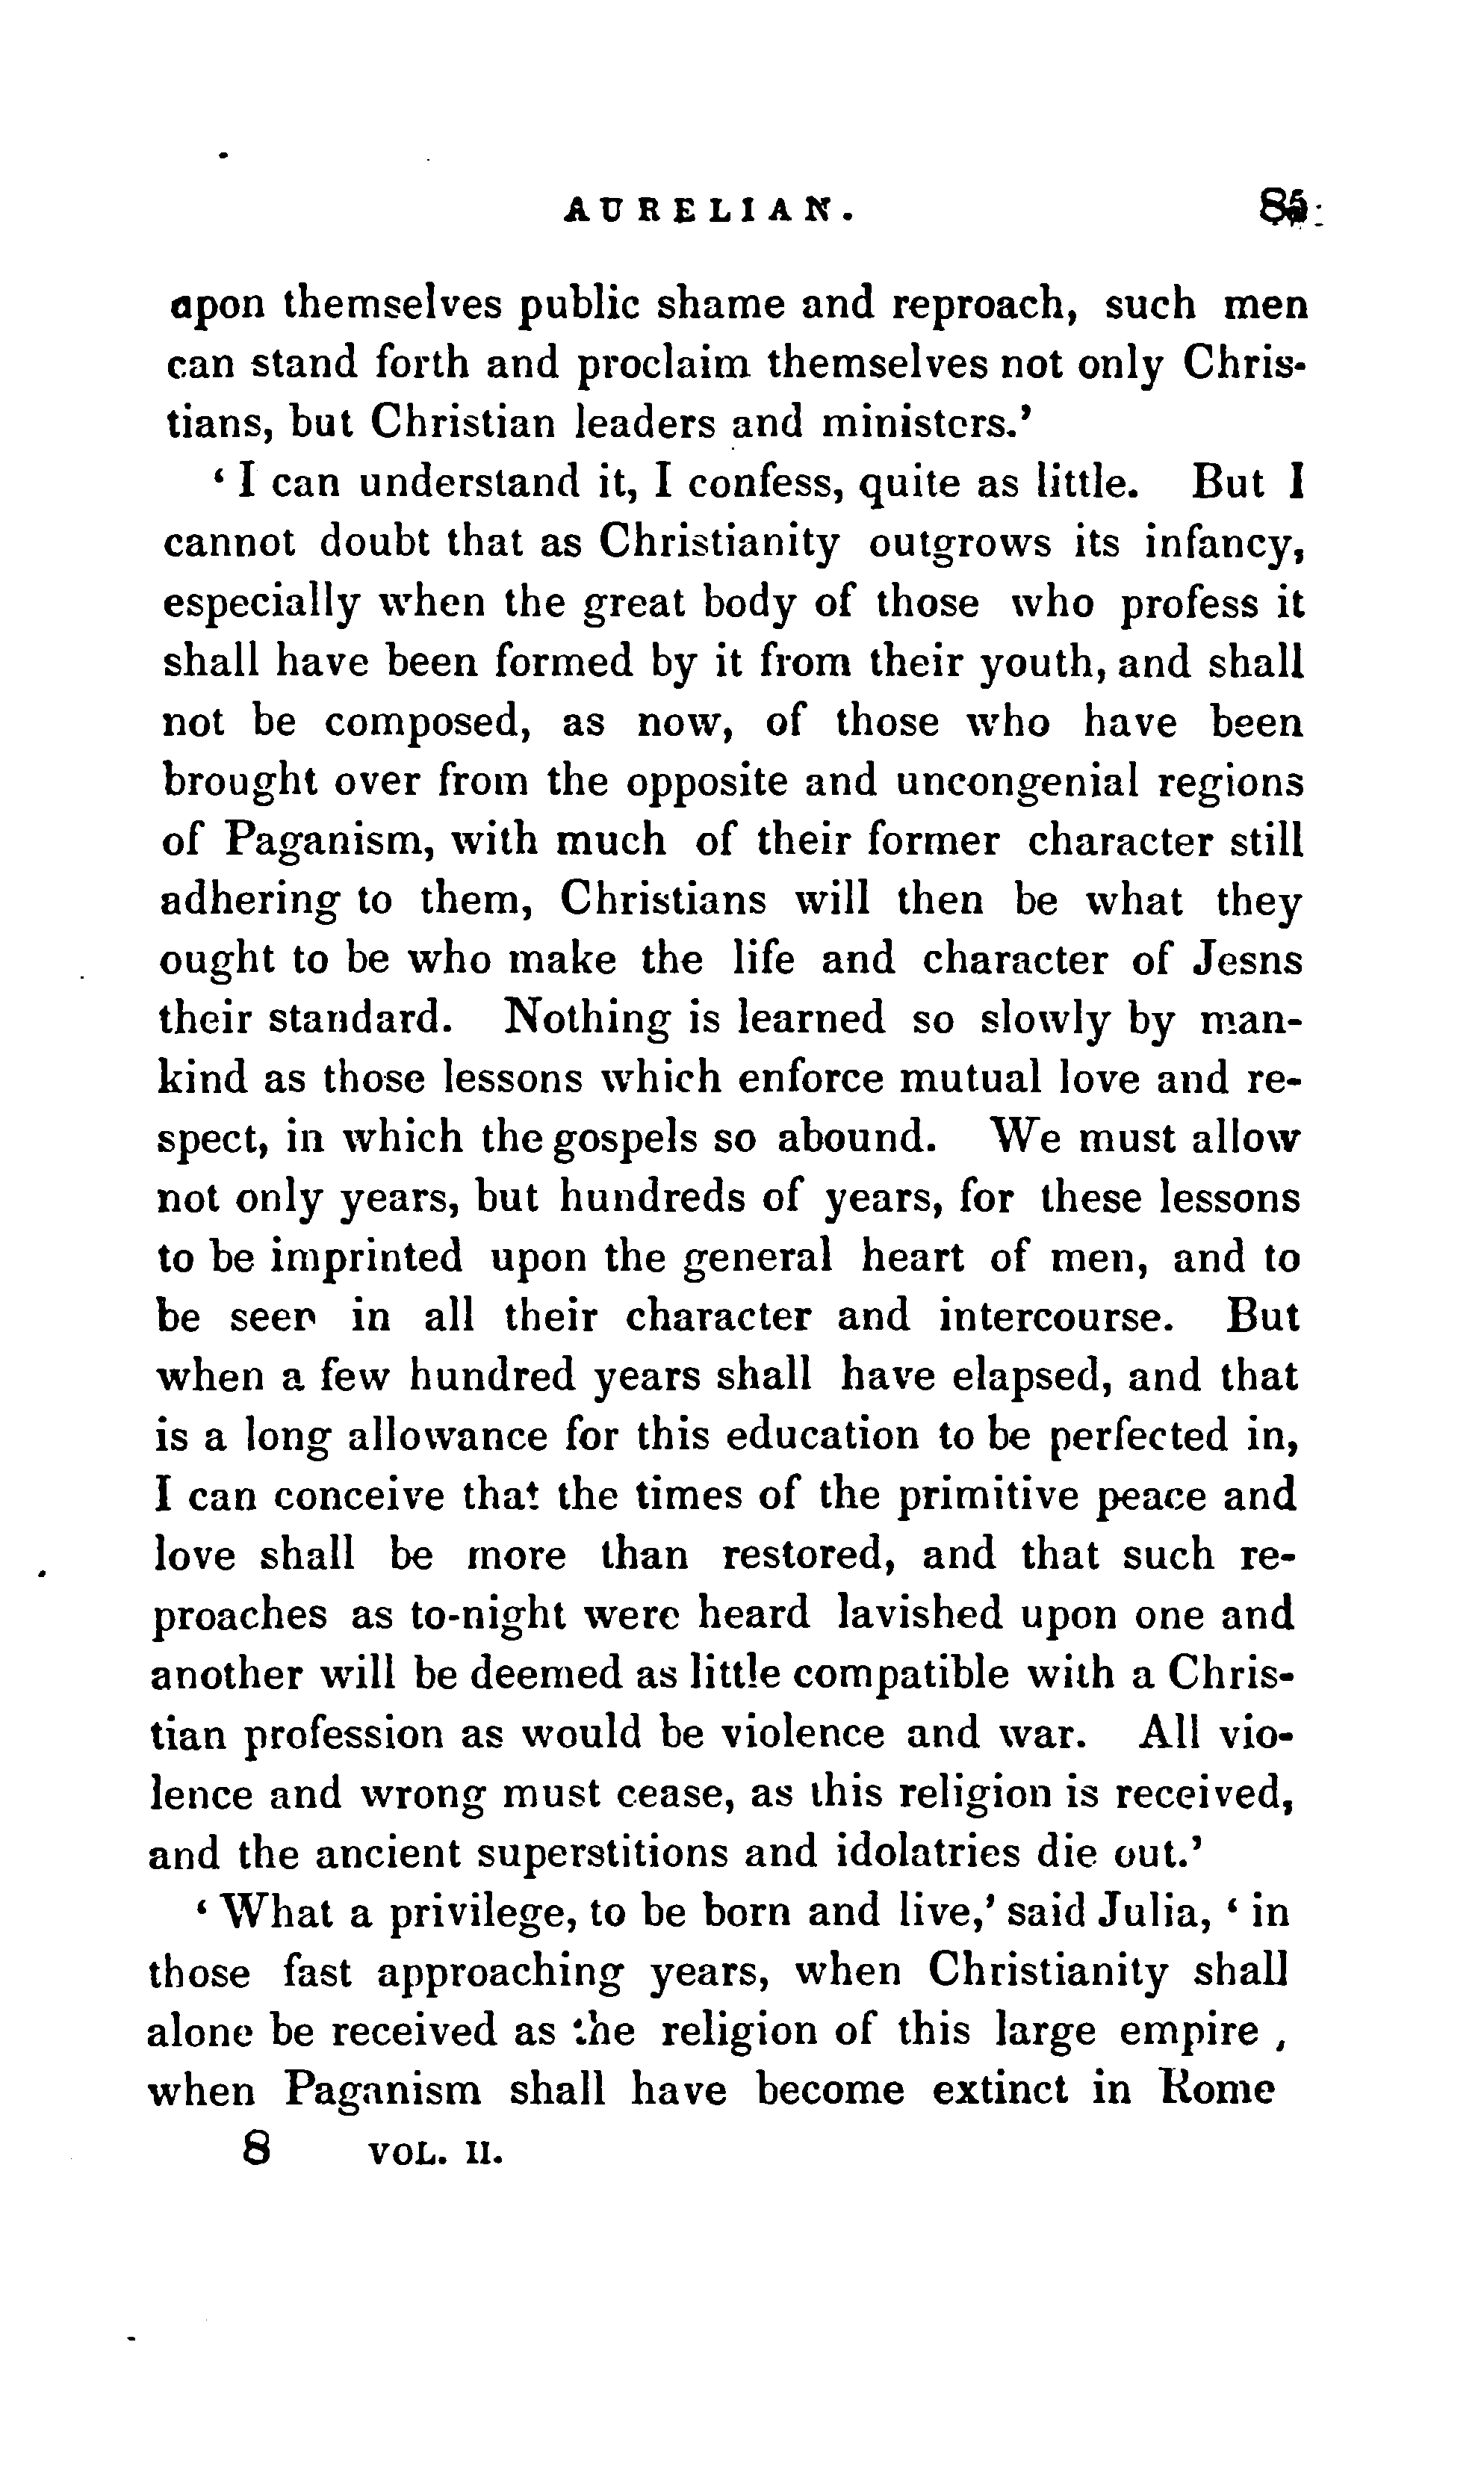 AURELIAN. 85
upon themselves public shame and reproach, such men
can stand forth and proclaim themselves not only Chris-
tians, but Christian leaders and ministers.’
‘ I can understand it, I confess, quite as little. But I
cannot doubt that as Christianity outgrows its infancy,
especially when the great body of those who profess it
shall have been formed by it from their youth, and shall
not be composed, as now, of those who have been
brought over from the opposite and uncongenial regions
of Paganism, with much of their former character still
adhering to them, Christians will then be what they
ought to be who make the life and character of Jesns
their standard. Nothing is learned so slowly by man-
kind as those lessons which enforce mutual love and re-
spect, in which the gospels so abound. We must allow
not only years, but hundreds of years, for these lessons
to be imprinted upon the general heart of men, and to
be seen in all their character and intercourse. But
when a few hundred years shall have elapsed, and that
is a long allowance for this education to be perfected in,
I can conceive that the times of the primitive peace and
love shall be more than restored, and that such re-
proaches as to-night were heard lavished upon one and
another will be deemed as little compatible with a Chris-
tian profession as would be violence and war. All vio-
lence and wrong must cease, as this religion is received,
and the ancient superstitions and idolatries die out.’
‘ What a privilege, to be born and live,’ said Julia, ‘ in
those fast approaching years, when Christianity shall
alone be received as the religion of this large empire ,
when Paganism shall have become extinct in Rome
8 VOL. II.